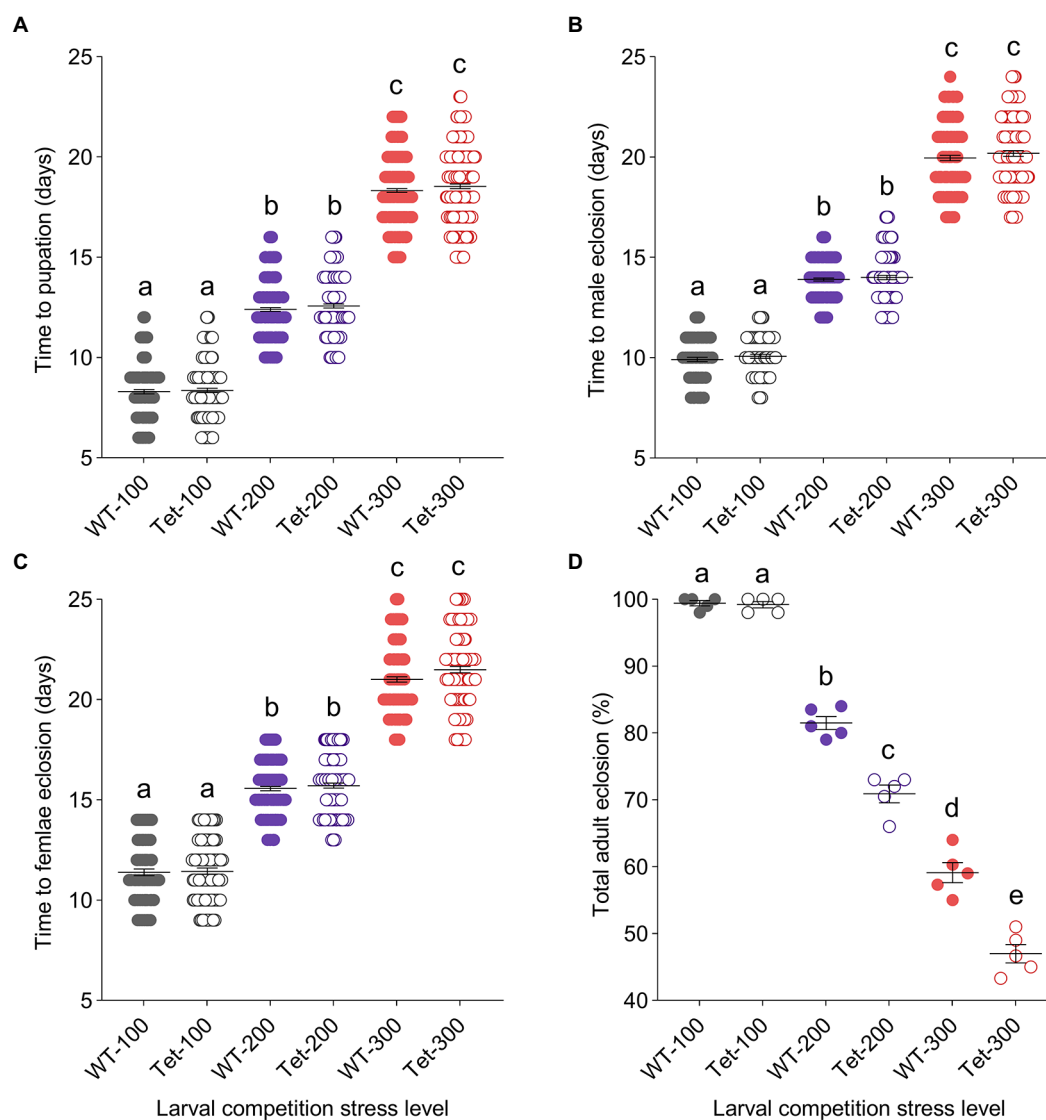 A
Time to pupation (days)
25
20
15
10
5
a
a
b
b
c
c
WT-100
Tet-100
WT-200
Tet-200
WT-300
Tet-300
B
Time to male eclosion (days)
25
20
15
10
5
a
a
b
b
c
c
WT-100
Tet-100
WT-200
Tet-200
WT-300
Tet-300
C
Time to femlae eclosion (days)
25
20
15
10
5
a
a
b
b
c
c
WT-100
Tet-100
WT-200
Tet-200
WT-300
Tet-300
Larval competition stress level
D
Total adult eclosion (%)
100
90
80
70
60
50
40
a
a
b
c
d
e
WT-100
Tet-100
WT-200
Tet-200
WT-300
Tet-300
Larval competition stress level